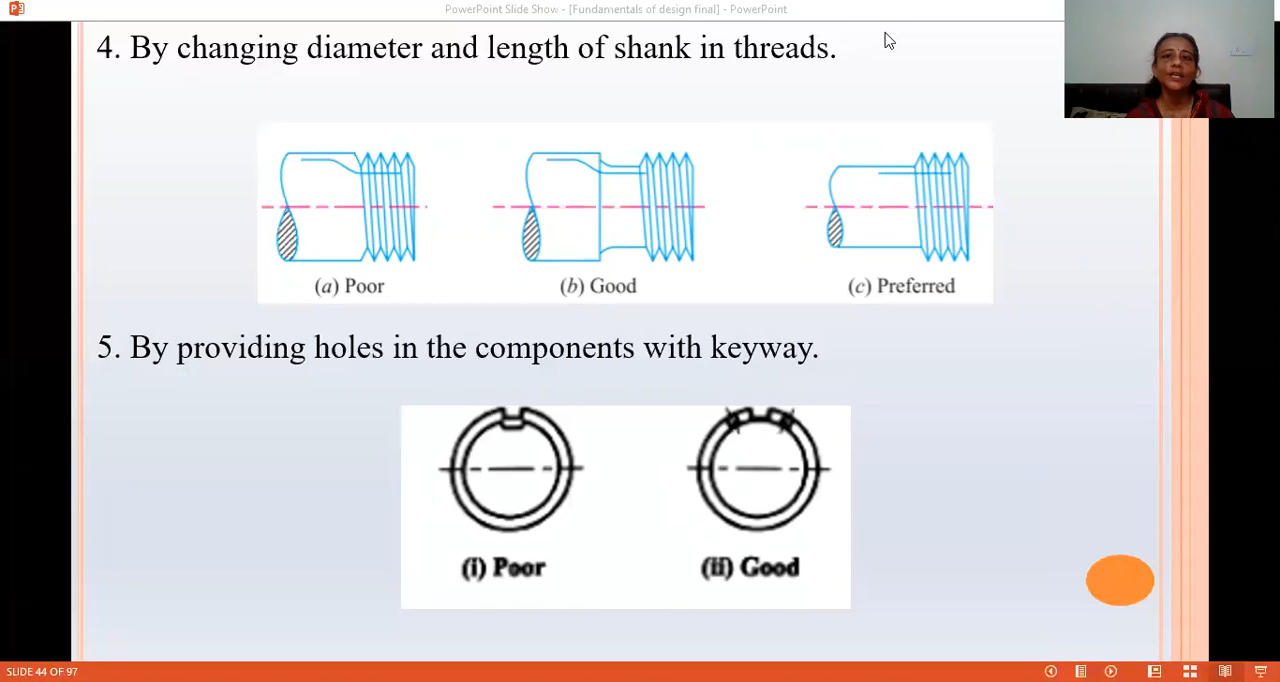 PowerPoint Slide Show - [Fundamentals of design final] - PowerPoint
4. By changing diameter and length of shank in threads.
(a) Poor
(b) Good
(c) Preferred
5. By providing holes in the components with keyway.
(i) Poor
(ii) Good
SLIDE 44 OF 97